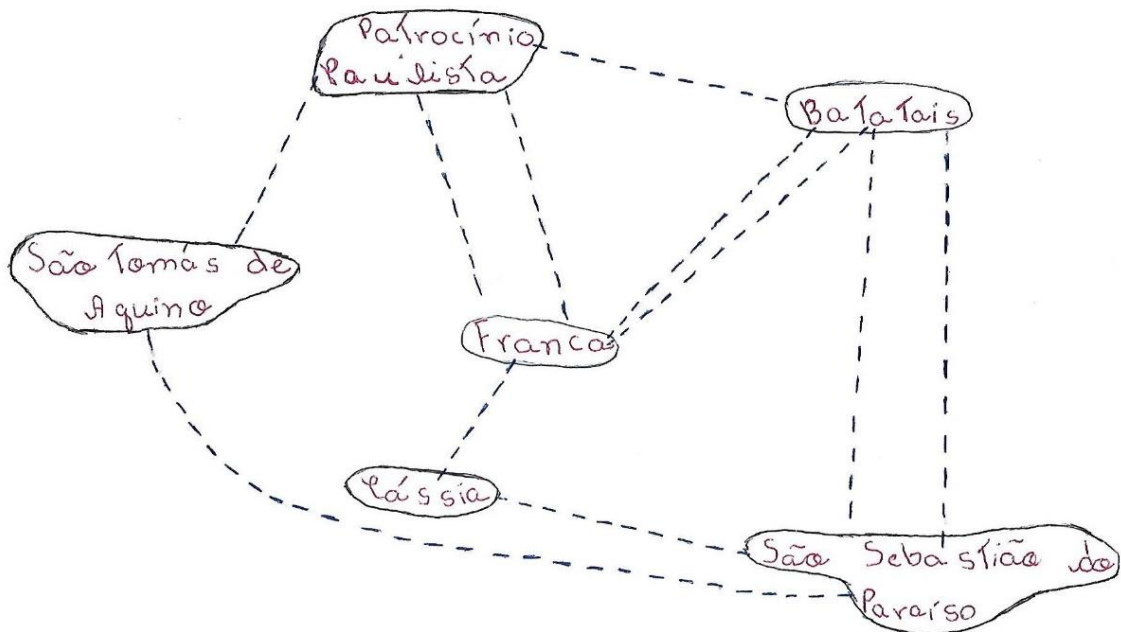 Patrocínio
Paulista
Batatais
São Tomás de
Aquino
Franca
Cássia
São Sebastião do
Paraíso